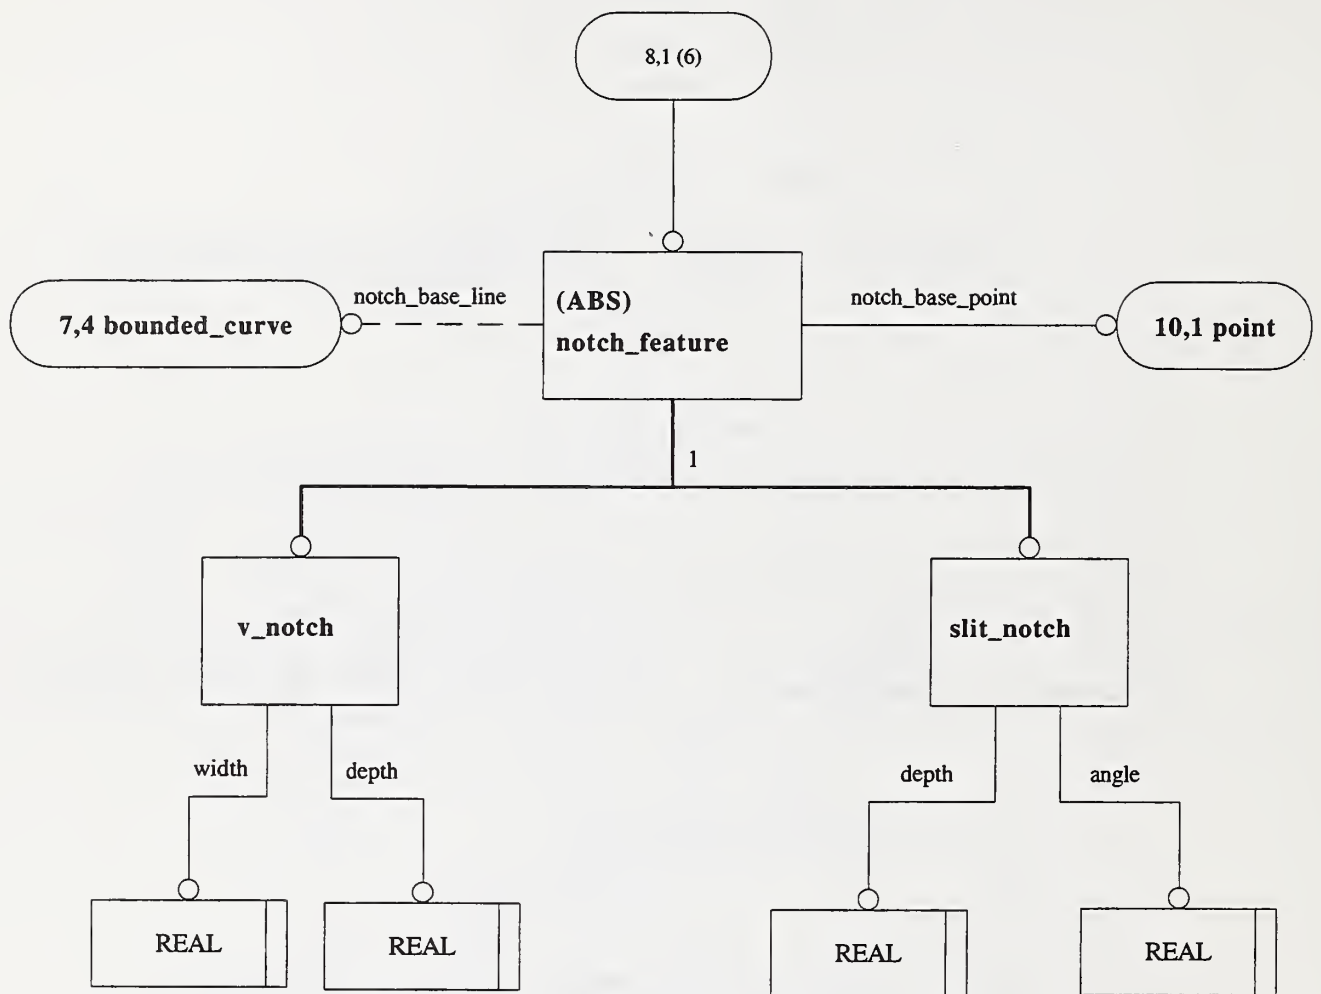 8,1 (6)
notch_base_line
notch_base_point
7,4 bounded_curve
(ABS)
notch_feature
10,1 point
1
v_notch
slit_notch
width
depth
depth
angle
REAL
REAL
REAL
REAL